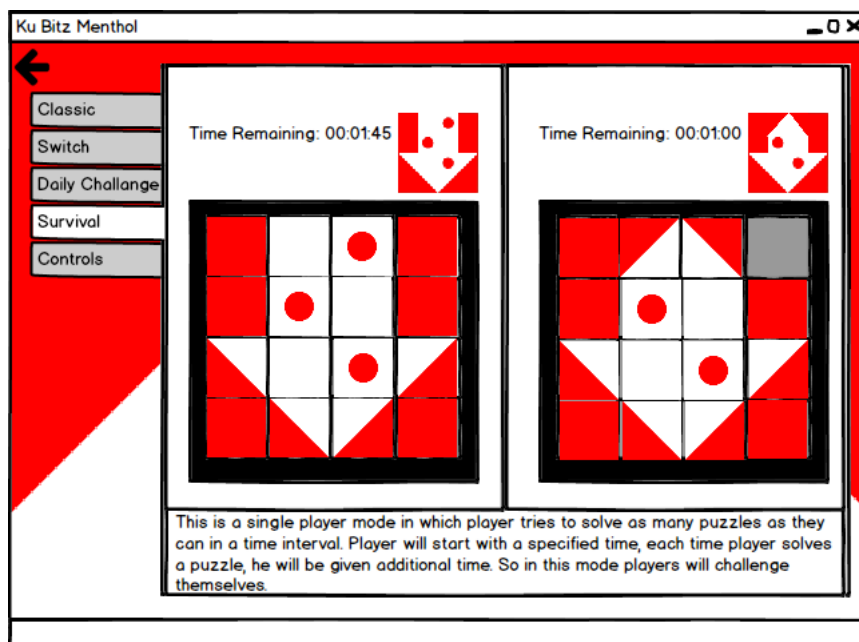 Ku Bitz Menthol
Classic
Switch
Daily Challange
Survival
Controls
Time Remaining: 00:01:45
Time Remaining: 00:01:00
This is a single player mode in which player tries to solve as many puzzles as they
can in a time interval. Player will start with a specified time, each time player solves
a puzzle, he will be given additional time. So in this mode players will challenge
themselves.